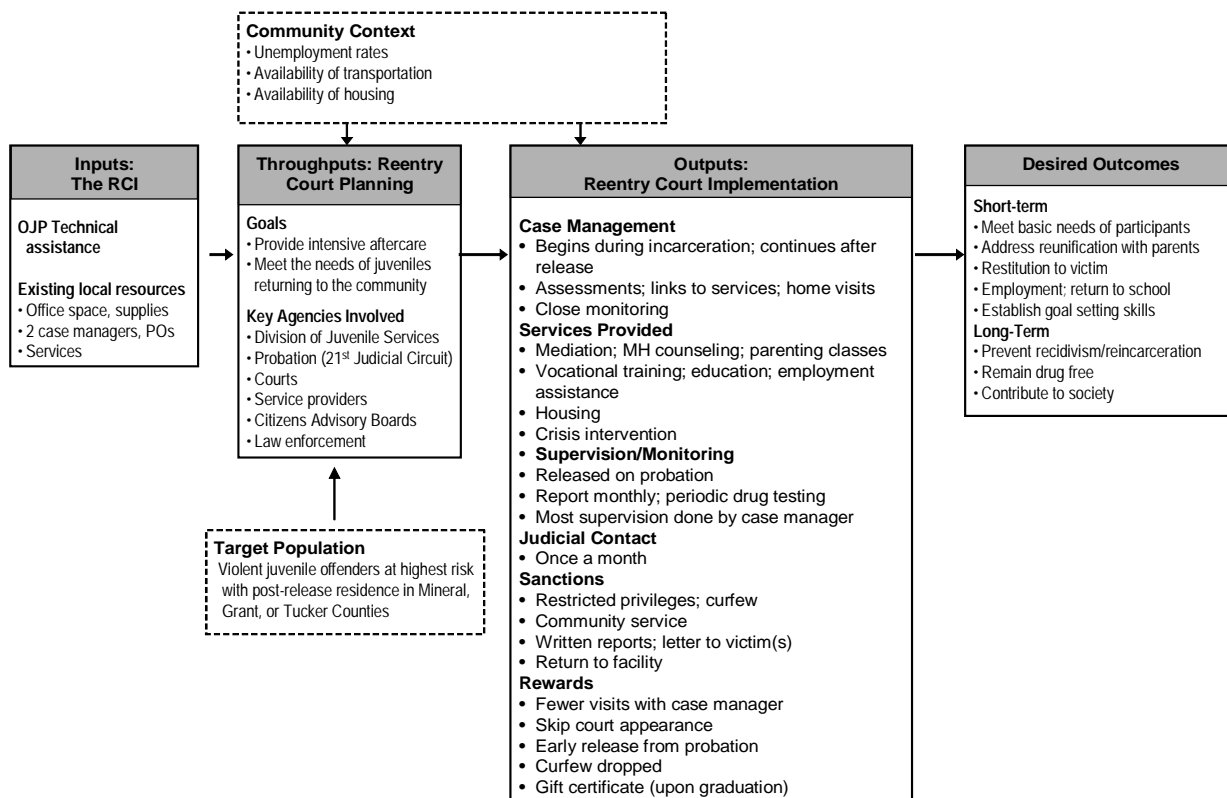 Community Context
• Unemployment rates
• Availability of transportation
• Availability of housing
Inputs:
The RCI
OJP Technical
assistance
Existing local resources
• Office space, supplies
• 2 case managers, POs
• Services
Throughputs: Reentry
Court Planning
Goals
• Provide intensive aftercare
• Meet the needs of juveniles
returning to the community
Key Agencies Involved
• Division of Juvenile Services
• Probation (21st Judicial Circuit)
• Courts
• Service providers
• Citizens Advisory Boards
• Law enforcement
Target Population
Violent juvenile offenders at highest risk
with post-release residence in Mineral,
Grant, or Tucker Counties
Outputs:
Reentry Court Implementation
Case Management
• Begins during incarceration; continues after
release
• Assessments; links to services; home visits
• Close monitoring
Services Provided
• Mediation; MH counseling; parenting classes
• Vocational training; education; employment
assistance
• Housing
• Crisis intervention
• Supervision/Monitoring
• Released on probation
• Report monthly; periodic drug testing
• Most supervision done by case manager
Judicial Contact
• Once a month
Sanctions
• Restricted privileges; curfew
• Community service
• Written reports; letter to victim(s)
• Return to facility
Rewards
• Fewer visits with case manager
• Skip court appearance
• Early release from probation
• Curfew dropped
• Gift certificate (upon graduation)
Desired Outcomes
Short-term
• Meet basic needs of participants
• Address reunification with parents
• Restitution to victim
• Employment; return to school
• Establish goal setting skills
Long-Term
• Prevent recidivism/reincarceration
• Remain drug free
• Contribute to society